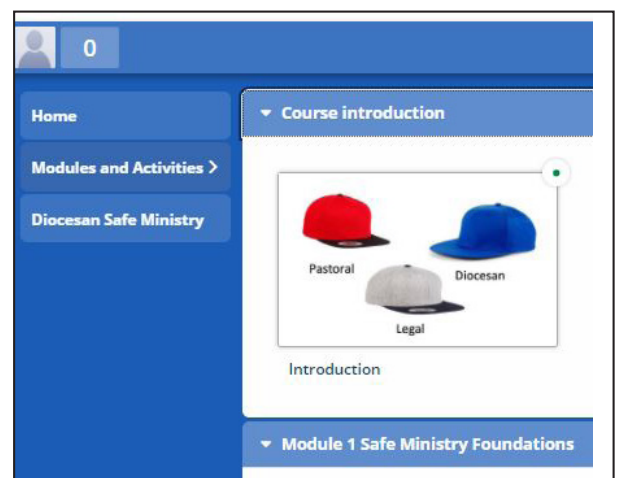 0
Home
Modules and Activities >
Diocesan Safe Ministry
Course introduction
Pastoral
Diocesan
Legal
Introduction
Module 1 Safe Ministry Foundations